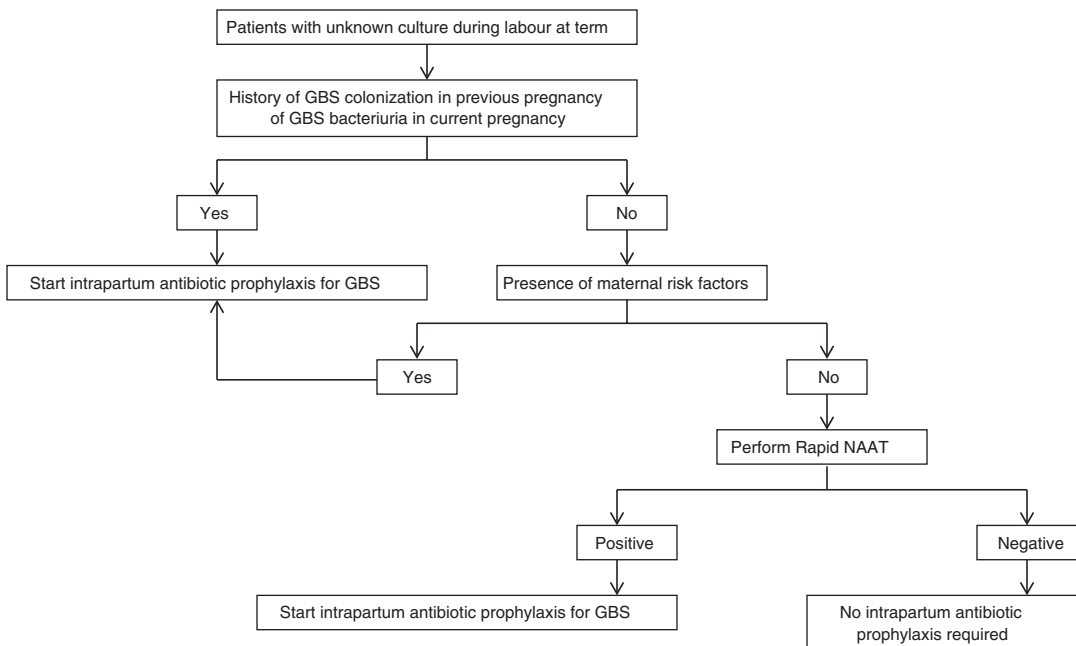 Patients with unknown culture during labour at term
History of GBS colonization in previous pregnancy
of GBS bacteriuria in current pregnancy
Yes
No
Start intrapartum antibiotic prophylaxis for GBS
Presence of maternal risk factors
Yes
No
Perform Rapid NAAT
Positive
Negative
Start intrapartum antibiotic prophylaxis for GBS
No intrapartum antibiotic
prophylaxis required